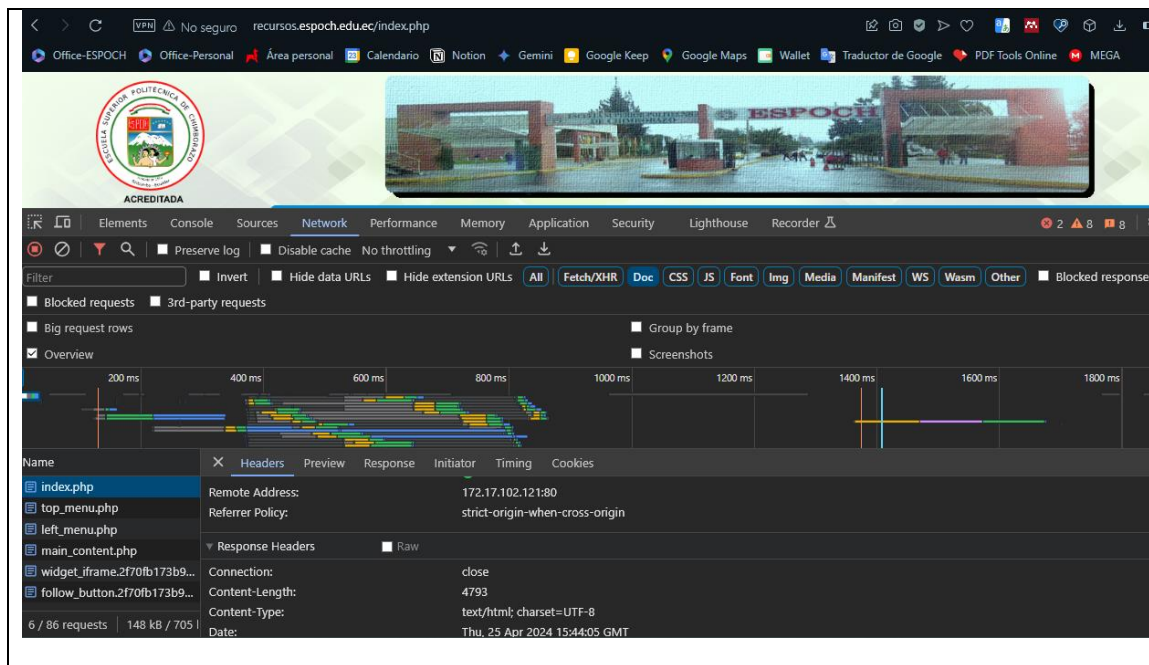 VPN No seguro recursos.espoch.edu.ec/index.php
Office-ESPOCH Office-Personal Área personal 23 Calendario Notion Gemini Google Keep Google Maps Wallet Traductor de Google PDF Tools Online MEGA
ESCUELA SUPERIOR POLITECNICA DE CHIMBORAZO
ESPOCH
ACREDITADA
Elements Console Sources Network Performance Memory Application Security Lighthouse Recorder 2 8 8
Preserve log Disable cache No throttling
Filter Invert Hide data URLs Hide extension URLs All Fetch/XHR Doc CSS JS Font Img Media Manifest WS Wasm Other Blocked response
Blocked requests 3rd-party requests
Big request rows Group by frame
Overview Screenshots
200 ms 400 ms 600 ms 800 ms 1000 ms 1200 ms 1400 ms 1600 ms 1800 ms
Name Headers Preview Response Initiator Timing Cookies
index.php
Remote Address: 172.17.102.121:80
top_menu.php
Referrer Policy: strict-origin-when-cross-origin
left_menu.php
main_content.php
Response Headers Raw
widget_iframe.2f70fb173b9...
Connection: close
follow_button.2f70fb173b9...
Content-Length: 4793
Content-Type: text/html; charset=UTF-8
6 / 86 requests 148 kB / 705
Date: Thu, 25 Apr 2024 15:44:05 GMT